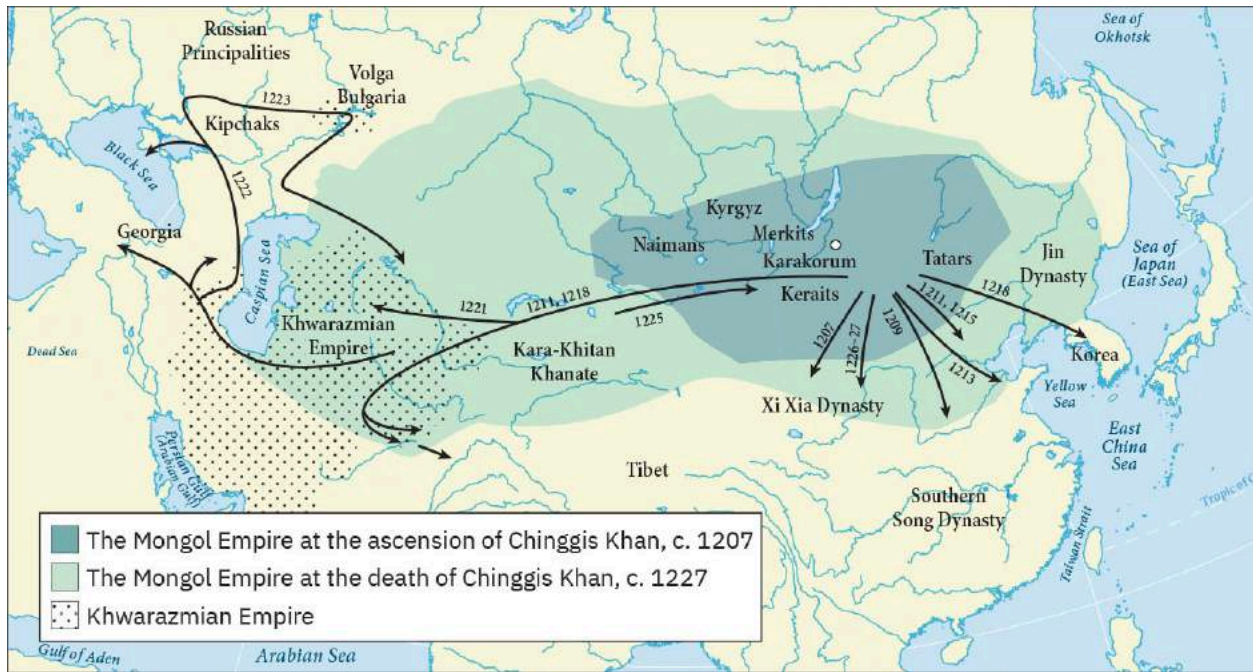 Russian
Principalities
Sea of
Okhotsk
Volga
Bulgaria
1223
Kipchaks
Black Sea
1222
Georgia
Caspian Sea
Kyrgyz
Merkits
Naimans
Karakorum
Tatars
Jin
Dynasty
Sea of
Japan
(East Sea)
Keraits
1211, 1218
1221
1225
1218
1211, 1215
1209
1207
1226–27
1213
Khwarazmian
Empire
Kara-Khitan
Khanate
Dead Sea
Korea
Yellow
Sea
Xi Xia Dynasty
East
China
Sea
Persian Gulf
(Arabian Gulf)
Tibet
Southern
Song Dynasty
Tropic of C
Taiwan Strait
The Mongol Empire at the ascension of Chinggis Khan, c. 1207
The Mongol Empire at the death of Chinggis Khan, c. 1227
Khwarazmian Empire
Gulf of Aden
Arabian Sea